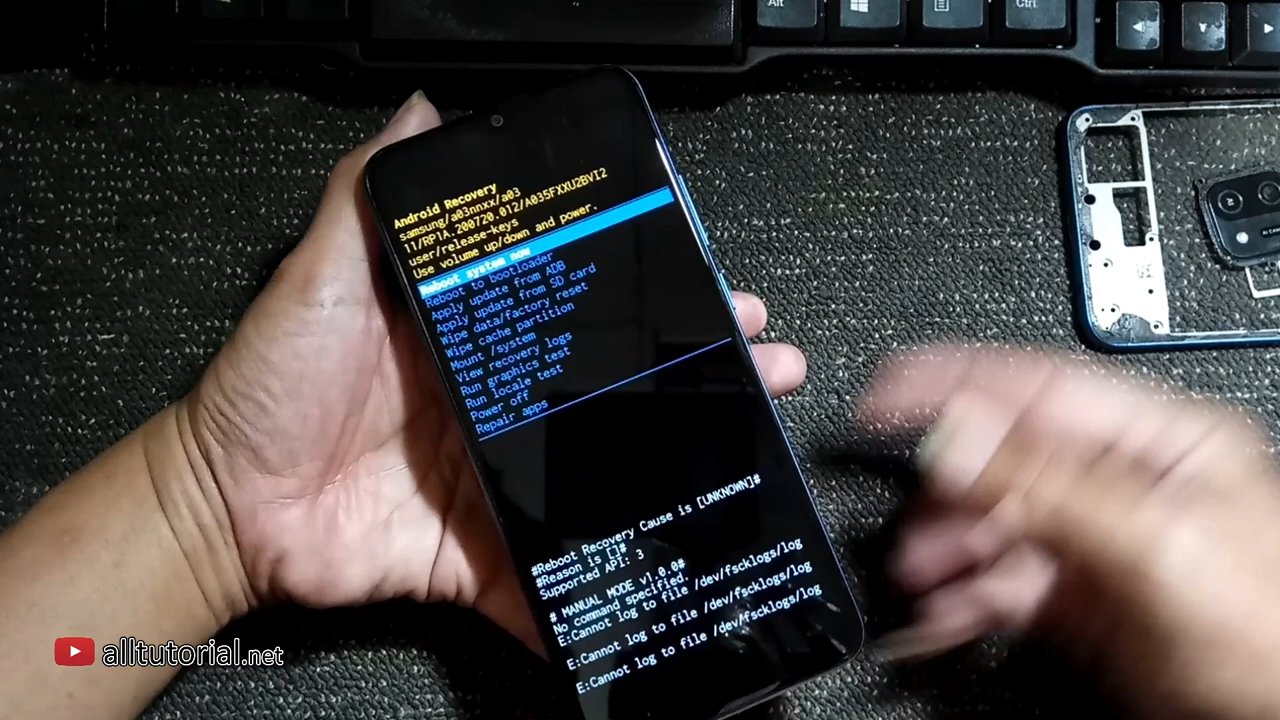 Alt
Ctrl
Android Recovery
samsung/a03nnxx/a03
11/RP1A.200720.012/A035FXXU2BVI2
user/release-keys
Use volume up/down and power.
Reboot system now
Reboot to bootloader
Apply update from ADB
Apply update from SD card
Wipe data/factory reset
Wipe cache partition
Mount /system
View recovery logs
Run graphics test
Run locale test
Power off
Repair apps
#Reboot Recovery Cause is [UNKNOWN]#
#Reason is []#
Supported API: 3
# MANUAL MODE v1.0.0#
No command specified.
E:Cannot log to file /dev/fscklogs/log
E:Cannot log to file /dev/fscklogs/log
E:Cannot log to file /dev/fscklogs/log
AI
AI CAM
alltutorial.net